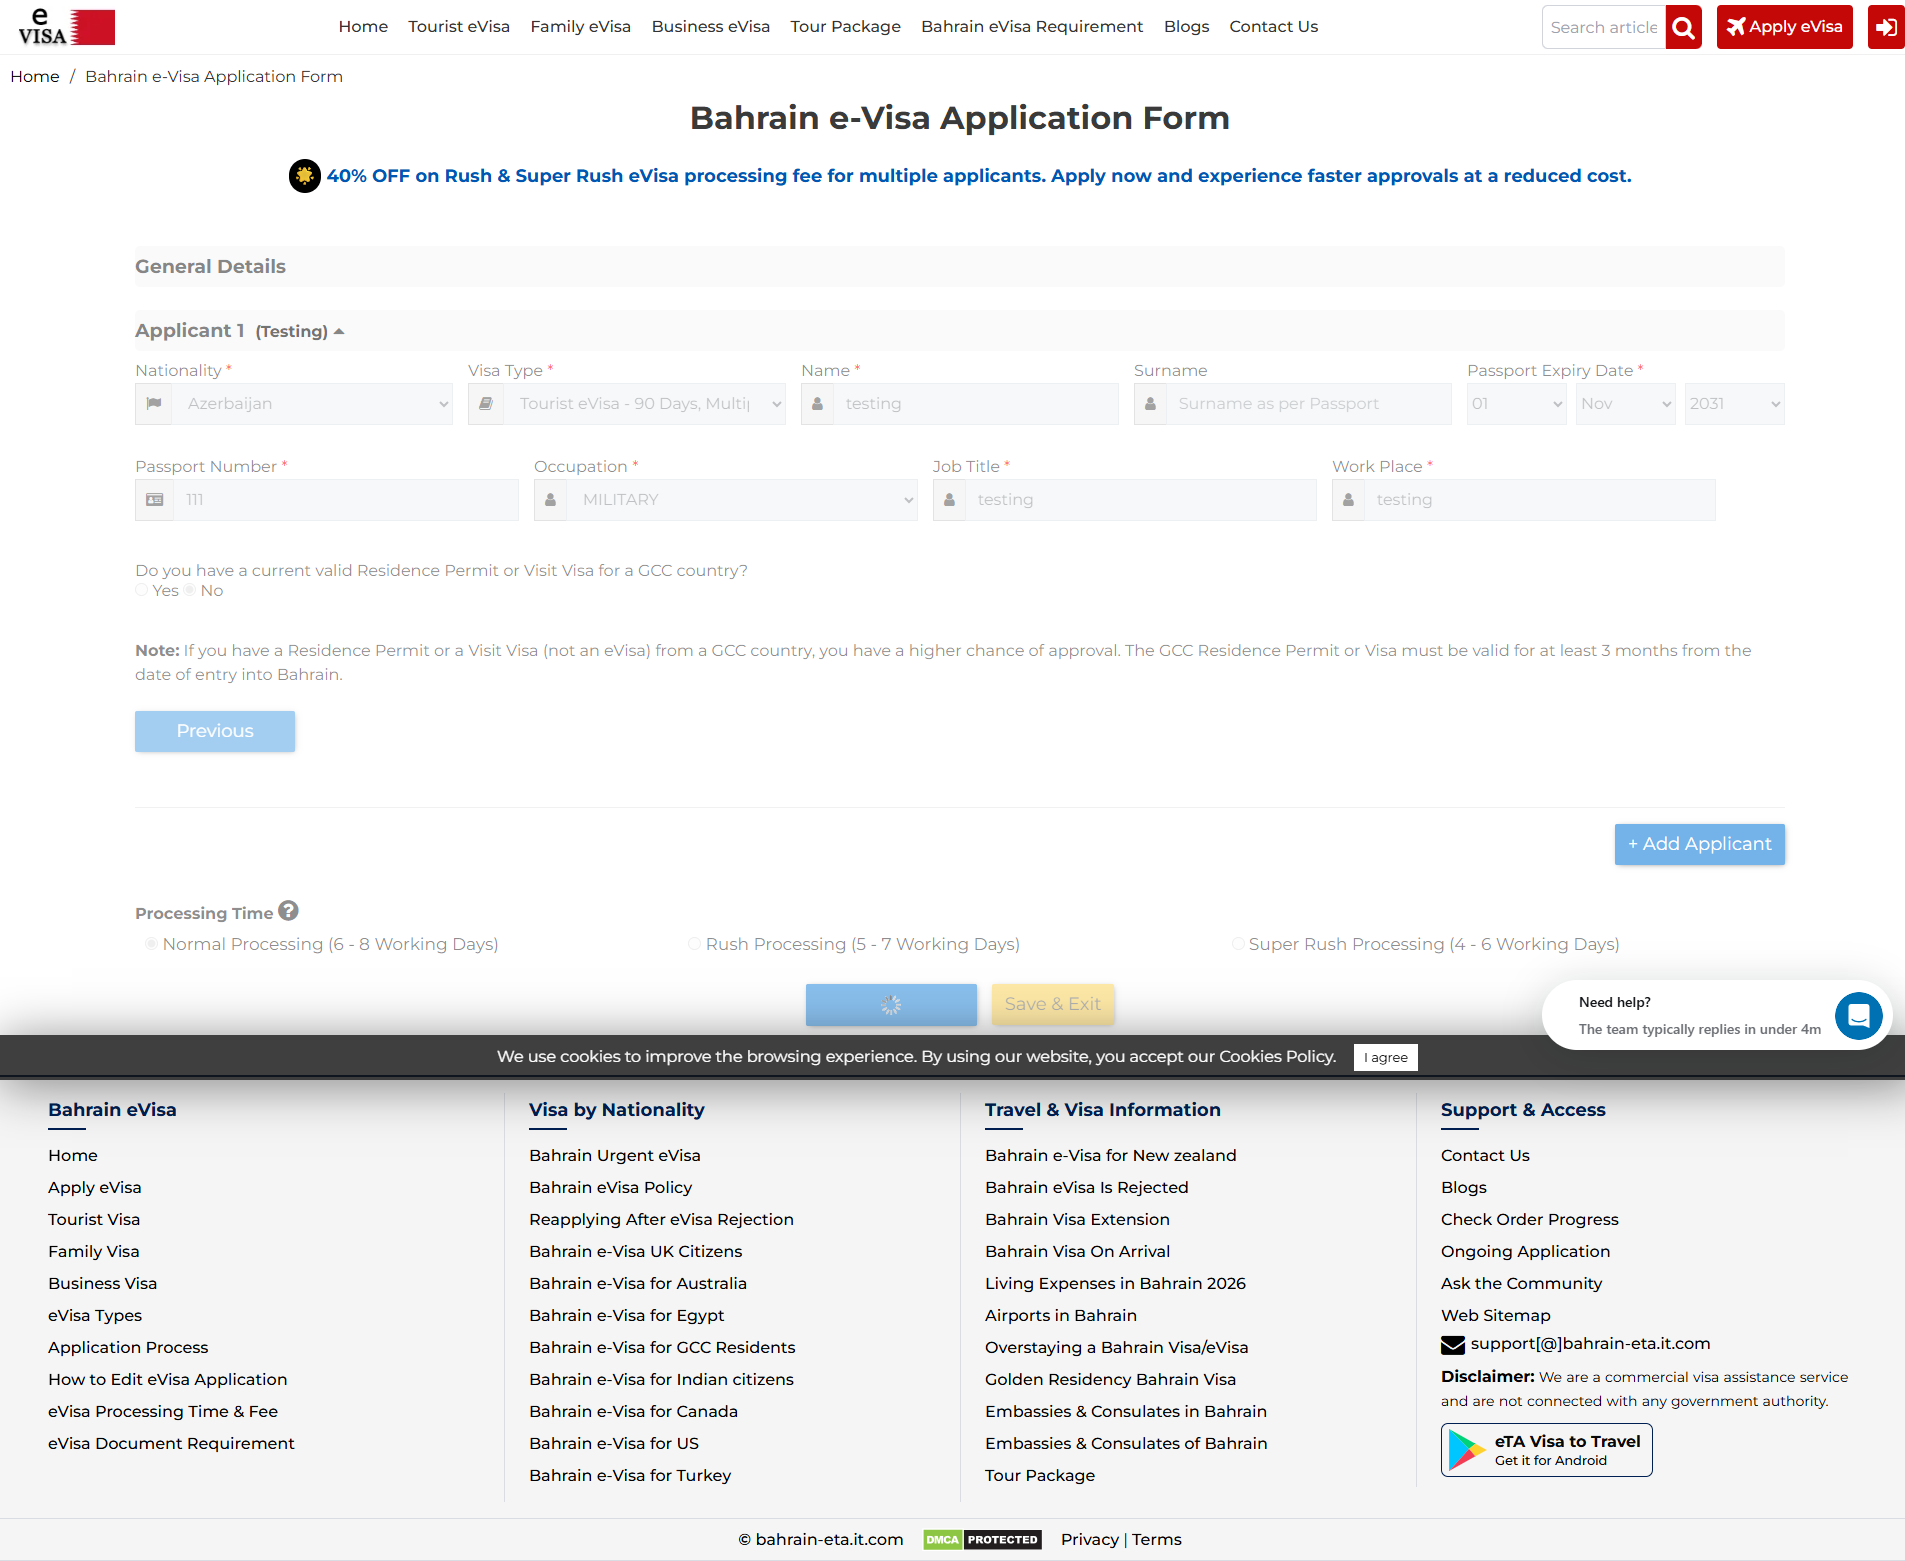 e
VISA
Home
Tourist eVisa
Family eVisa
Business eVisa
Tour Package
Bahrain eVisa Requirement
Blogs
Contact Us
Search article
Apply eVisa
Home / Bahrain e-Visa Application Form
Bahrain e-Visa Application Form
40% OFF on Rush & Super Rush eVisa processing fee for multiple applicants. Apply now and experience faster approvals at a reduced cost.
General Details
Applicant 1 (Testing)
Nationality *
Visa Type *
Name *
Surname
Passport Expiry Date *
Azerbaijan
Tourist eVisa - 90 Days, Multip
testing
Surname as per Passport
01
Nov
2031
Passport Number *
Occupation *
Job Title *
Work Place *
111
MILITARY
testing
testing
Do you have a current valid Residence Permit or Visit Visa for a GCC country?
Yes No
Note: If you have a Residence Permit or a Visit Visa (not an eVisa) from a GCC country, you have a higher chance of approval. The GCC Residence Permit or Visa must be valid for at least 3 months from the
date of entry into Bahrain.
Previous
+ Add Applicant
Processing Time ?
Normal Processing (6 - 8 Working Days)
Rush Processing (5 - 7 Working Days)
Super Rush Processing (4 - 6 Working Days)
Save & Exit
Need help?
The team typically replies in under 4m
We use cookies to improve the browsing experience. By using our website, you accept our Cookies Policy.
I agree
Bahrain eVisa
Home
Apply eVisa
Tourist Visa
Family Visa
Business Visa
eVisa Types
Application Process
How to Edit eVisa Application
eVisa Processing Time & Fee
eVisa Document Requirement
Visa by Nationality
Bahrain Urgent eVisa
Bahrain eVisa Policy
Reapplying After eVisa Rejection
Bahrain e-Visa UK Citizens
Bahrain e-Visa for Australia
Bahrain e-Visa for Egypt
Bahrain e-Visa for GCC Residents
Bahrain e-Visa for Indian citizens
Bahrain e-Visa for Canada
Bahrain e-Visa for US
Bahrain e-Visa for Turkey
Travel & Visa Information
Bahrain e-Visa for New zealand
Bahrain eVisa Is Rejected
Bahrain Visa Extension
Bahrain Visa On Arrival
Living Expenses in Bahrain 2026
Airports in Bahrain
Overstaying a Bahrain Visa/eVisa
Golden Residency Bahrain Visa
Embassies & Consulates in Bahrain
Embassies & Consulates of Bahrain
Tour Package
Support & Access
Contact Us
Blogs
Check Order Progress
Ongoing Application
Ask the Community
Web Sitemap
support[@]bahrain-eta.it.com
Disclaimer: We are a commercial visa assistance service
and are not connected with any government authority.
eTA Visa to Travel
Get it for Android
© bahrain-eta.it.com
DMCA PROTECTED
Privacy | Terms